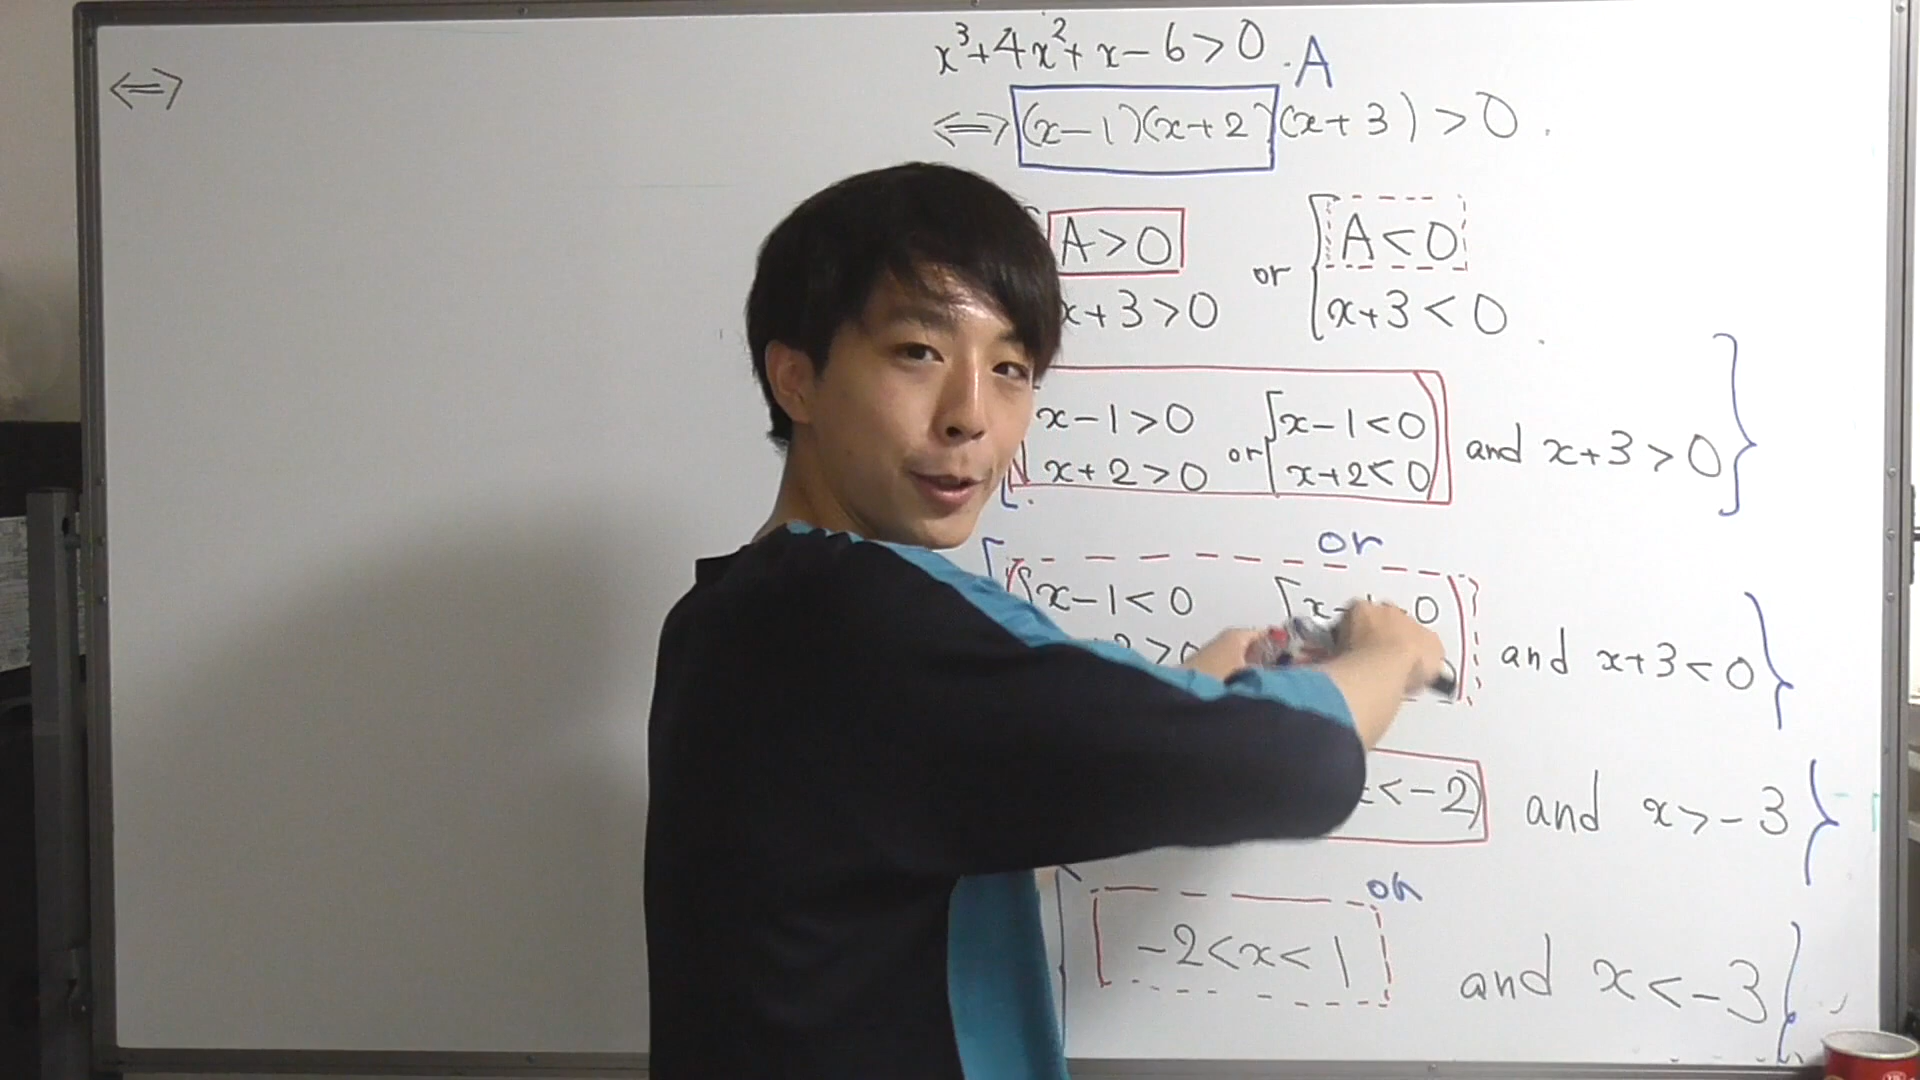 ⟺
x³+4x²+x-6>0. A
⟺ (x-1)(x+2)(x+3)>0.
A>0
x+3>0
or
A<0
x+3<0.
x-1>0
x+2>0
or
x-1<0
x+2<0
and x+3>0
or
x-1<0
>0
and x+3<0
<-2) and x>-3
or
-2<x<1 and x<-3